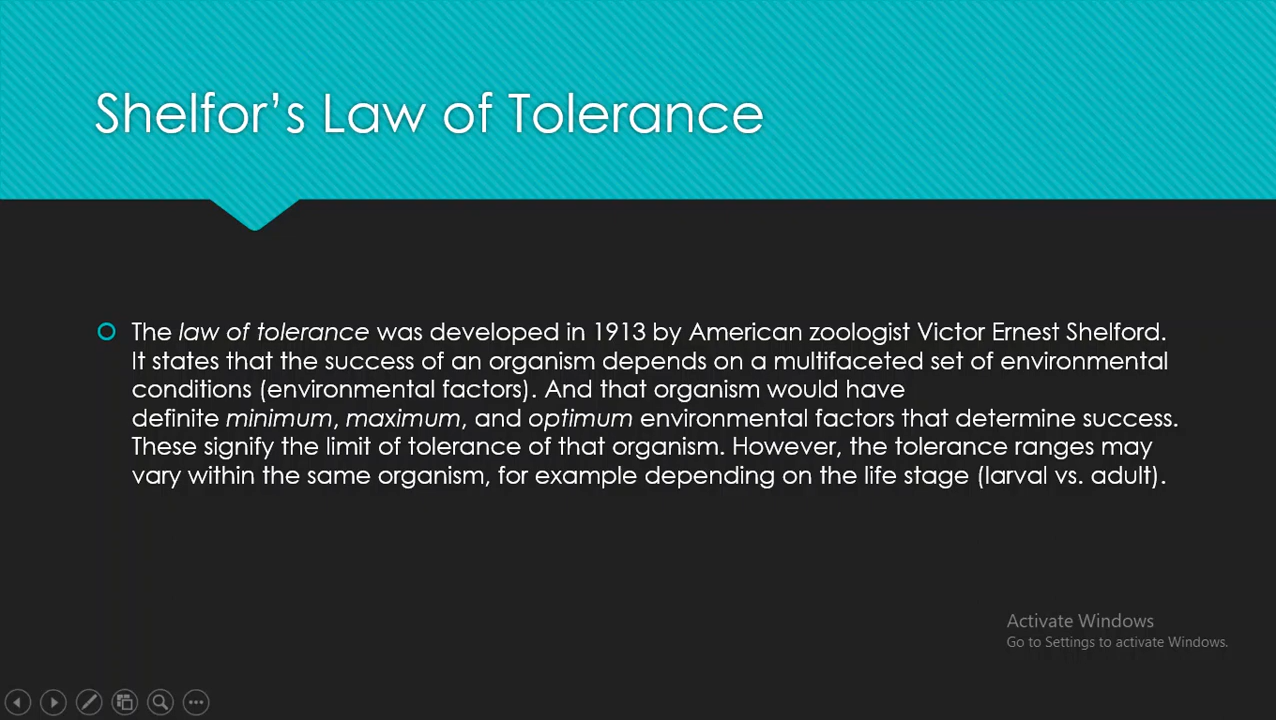 Shelfor's Law of Tolerance
The law of tolerance was developed in 1913 by American zoologist Victor Ernest Shelford.
It states that the success of an organism depends on a multifaceted set of environmental
conditions (environmental factors). And that organism would have
definite minimum, maximum, and optimum environmental factors that determine success.
These signify the limit of tolerance of that organism. However, the tolerance ranges may
vary within the same organism, for example depending on the life stage (larval vs. adult).
Activate Windows
Go to Settings to activate Windows.